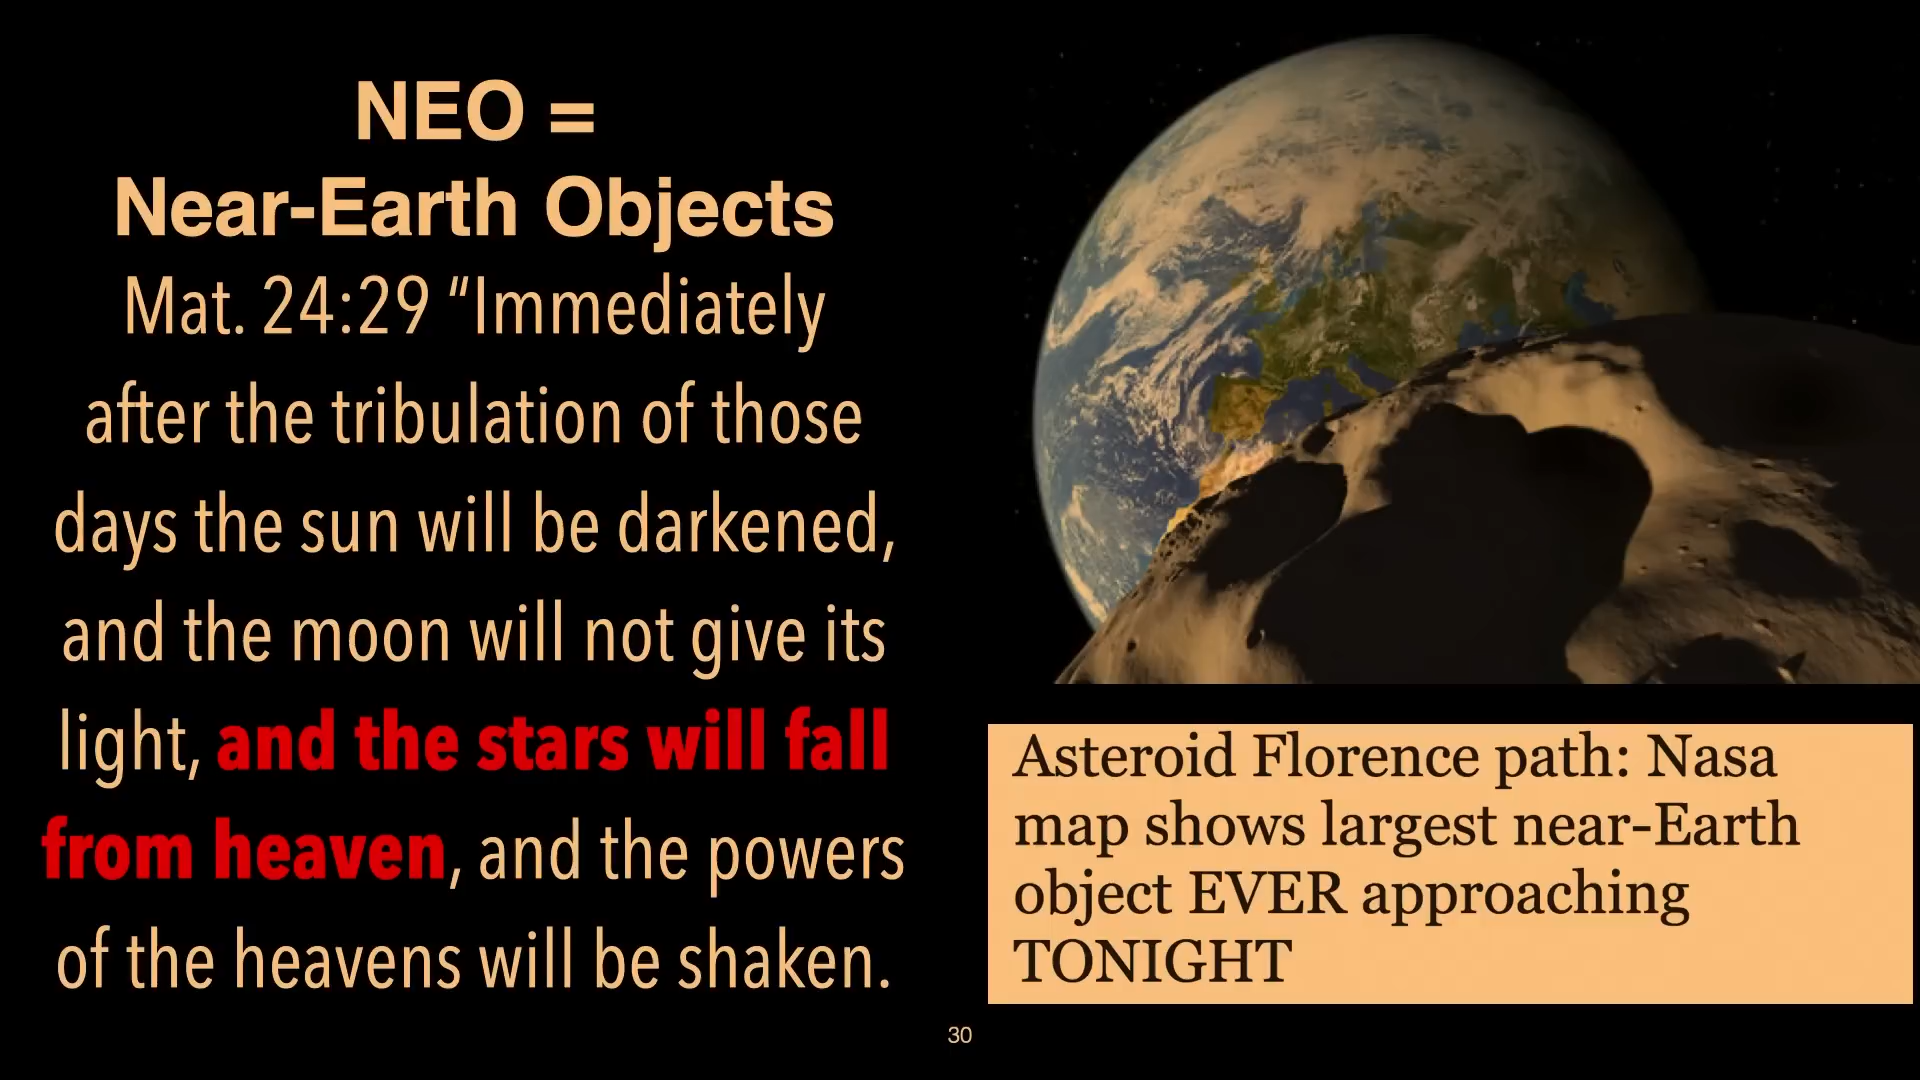 NEO =
Near-Earth Objects
Mat. 24:29 “Immediately
after the tribulation of those
days the sun will be darkened,
and the moon will not give its
light, and the stars will fall
from heaven, and the powers
of the heavens will be shaken.
Asteroid Florence path: Nasa
map shows largest near-Earth
object EVER approaching
TONIGHT
30